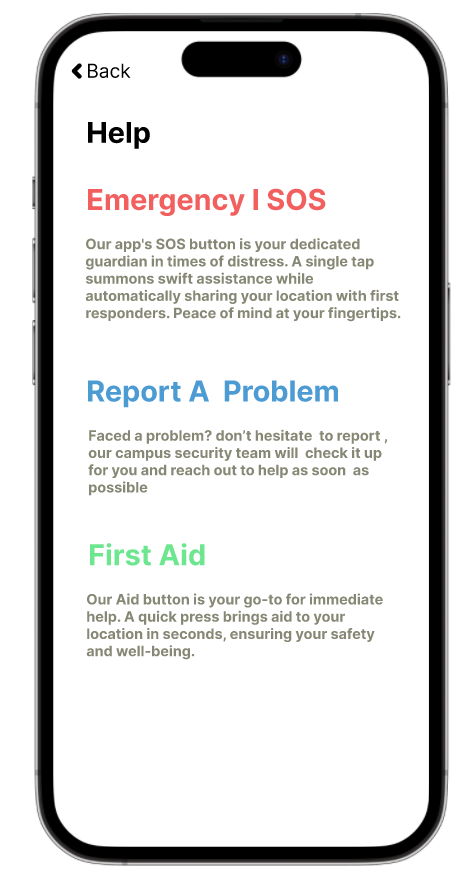 Back
Help
Emergency I SOS
Our app's SOS button is your dedicated
guardian in times of distress. A single tap
summons swift assistance while
automatically sharing your location with first
responders. Peace of mind at your fingertips.
Report A  Problem
Faced a problem? don't hesitate  to report ,
our campus security team will  check it up
for you and reach out to help as soon  as
possible
First Aid
Our Aid button is your go-to for immediate
help. A quick press brings aid to your
location in seconds, ensuring your safety
and well-being.